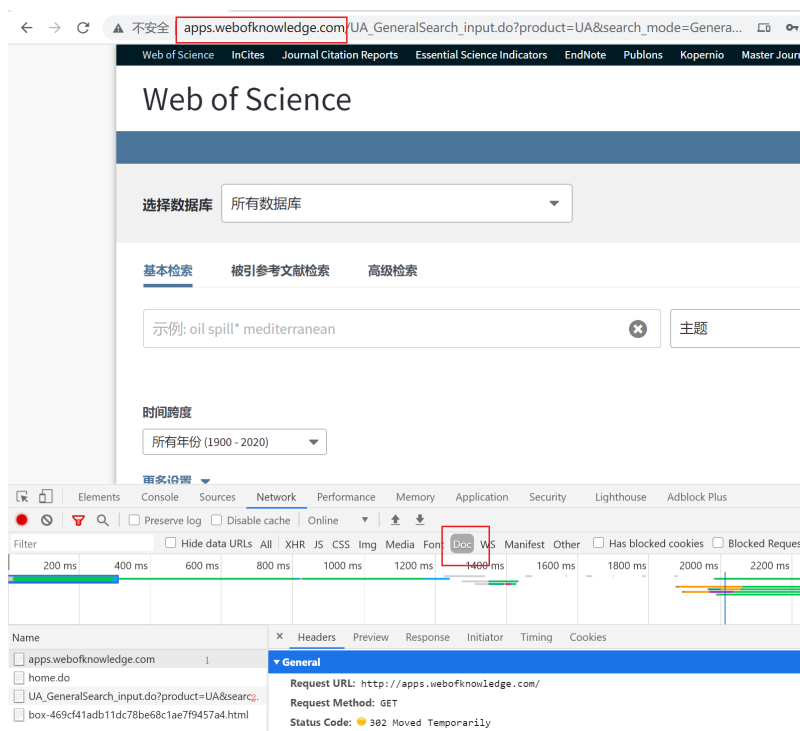 不安全 apps.webofknowledge.com/UA_GeneralSearch_input.do?product=UA&search_mode=Genera...
Web of Science InCites Journal Citation Reports Essential Science Indicators EndNote Publons Kopernio Master Jour
Web of Science
选择数据库 所有数据库
基本检索 被引参考文献检索 高级检索
示例: oil spill* mediterranean 主题
时间跨度
所有年份 (1900 - 2020)
更多设置
Elements Console Sources Network Performance Memory Application Security Lighthouse Adblock Plus
Preserve log Disable cache Online
Filter Hide data URLs All XHR JS CSS Img Media Font Doc WS Manifest Other Has blocked cookies Blocked Reques
200 ms 400 ms 600 ms 800 ms 1000 ms 1200 ms 1400 ms 1600 ms 1800 ms 2000 ms 2200 ms
Name × Headers Preview Response Initiator Timing Cookies
apps.webofknowledge.com 1
General
home.do
Request URL: http://apps.webofknowledge.com/
UA_GeneralSearch_input.do?product=UA&searc... 2
Request Method: GET
box-469cf41adb11dc78be68c1ae7f9457a4.html
Status Code: 302 Moved Temporarily